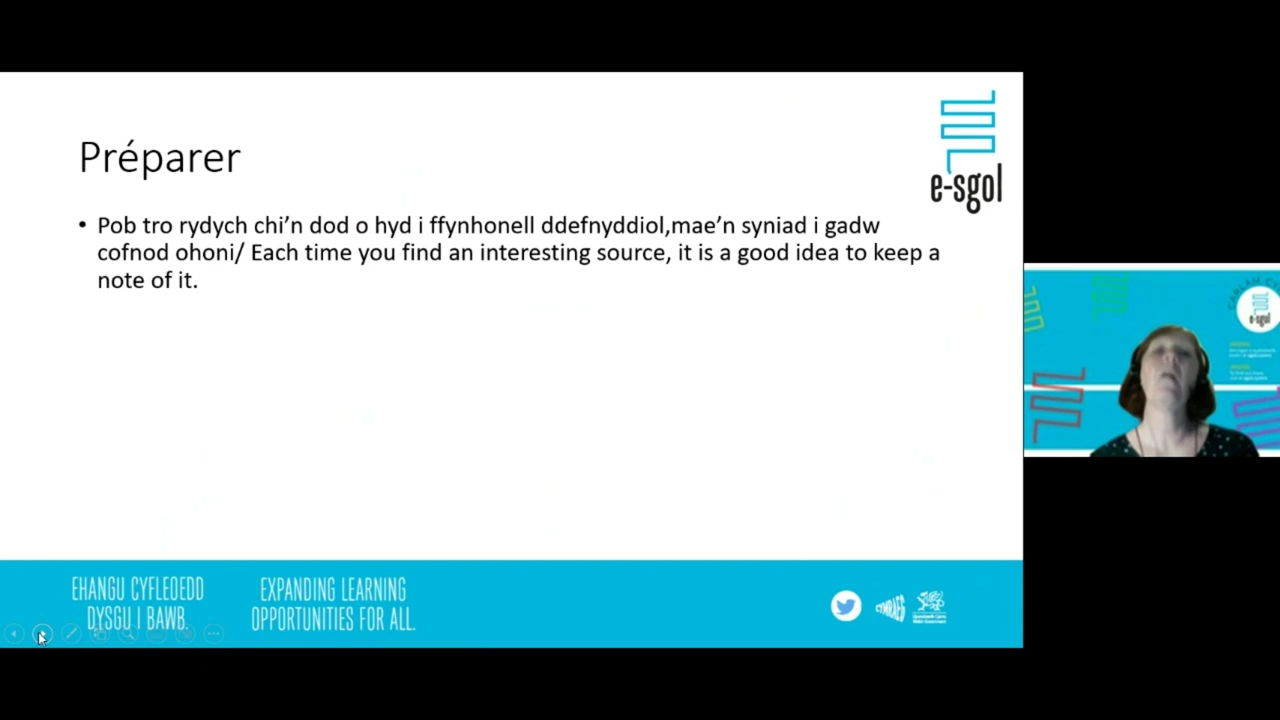 Préparer
• Pob tro rydych chi’n dod o hyd i ffynhonell ddefnyddiol,mae’n syniad i gadw
cofnod ohoni/ Each time you find an interesting source, it is a good idea to keep a
note of it.
e-sgol
e-sgol
EHANGU CYFLEOEDD
DYSGU I BAWB.
EXPANDING LEARNING
OPPORTUNITIES FOR ALL.
CYMRAEG